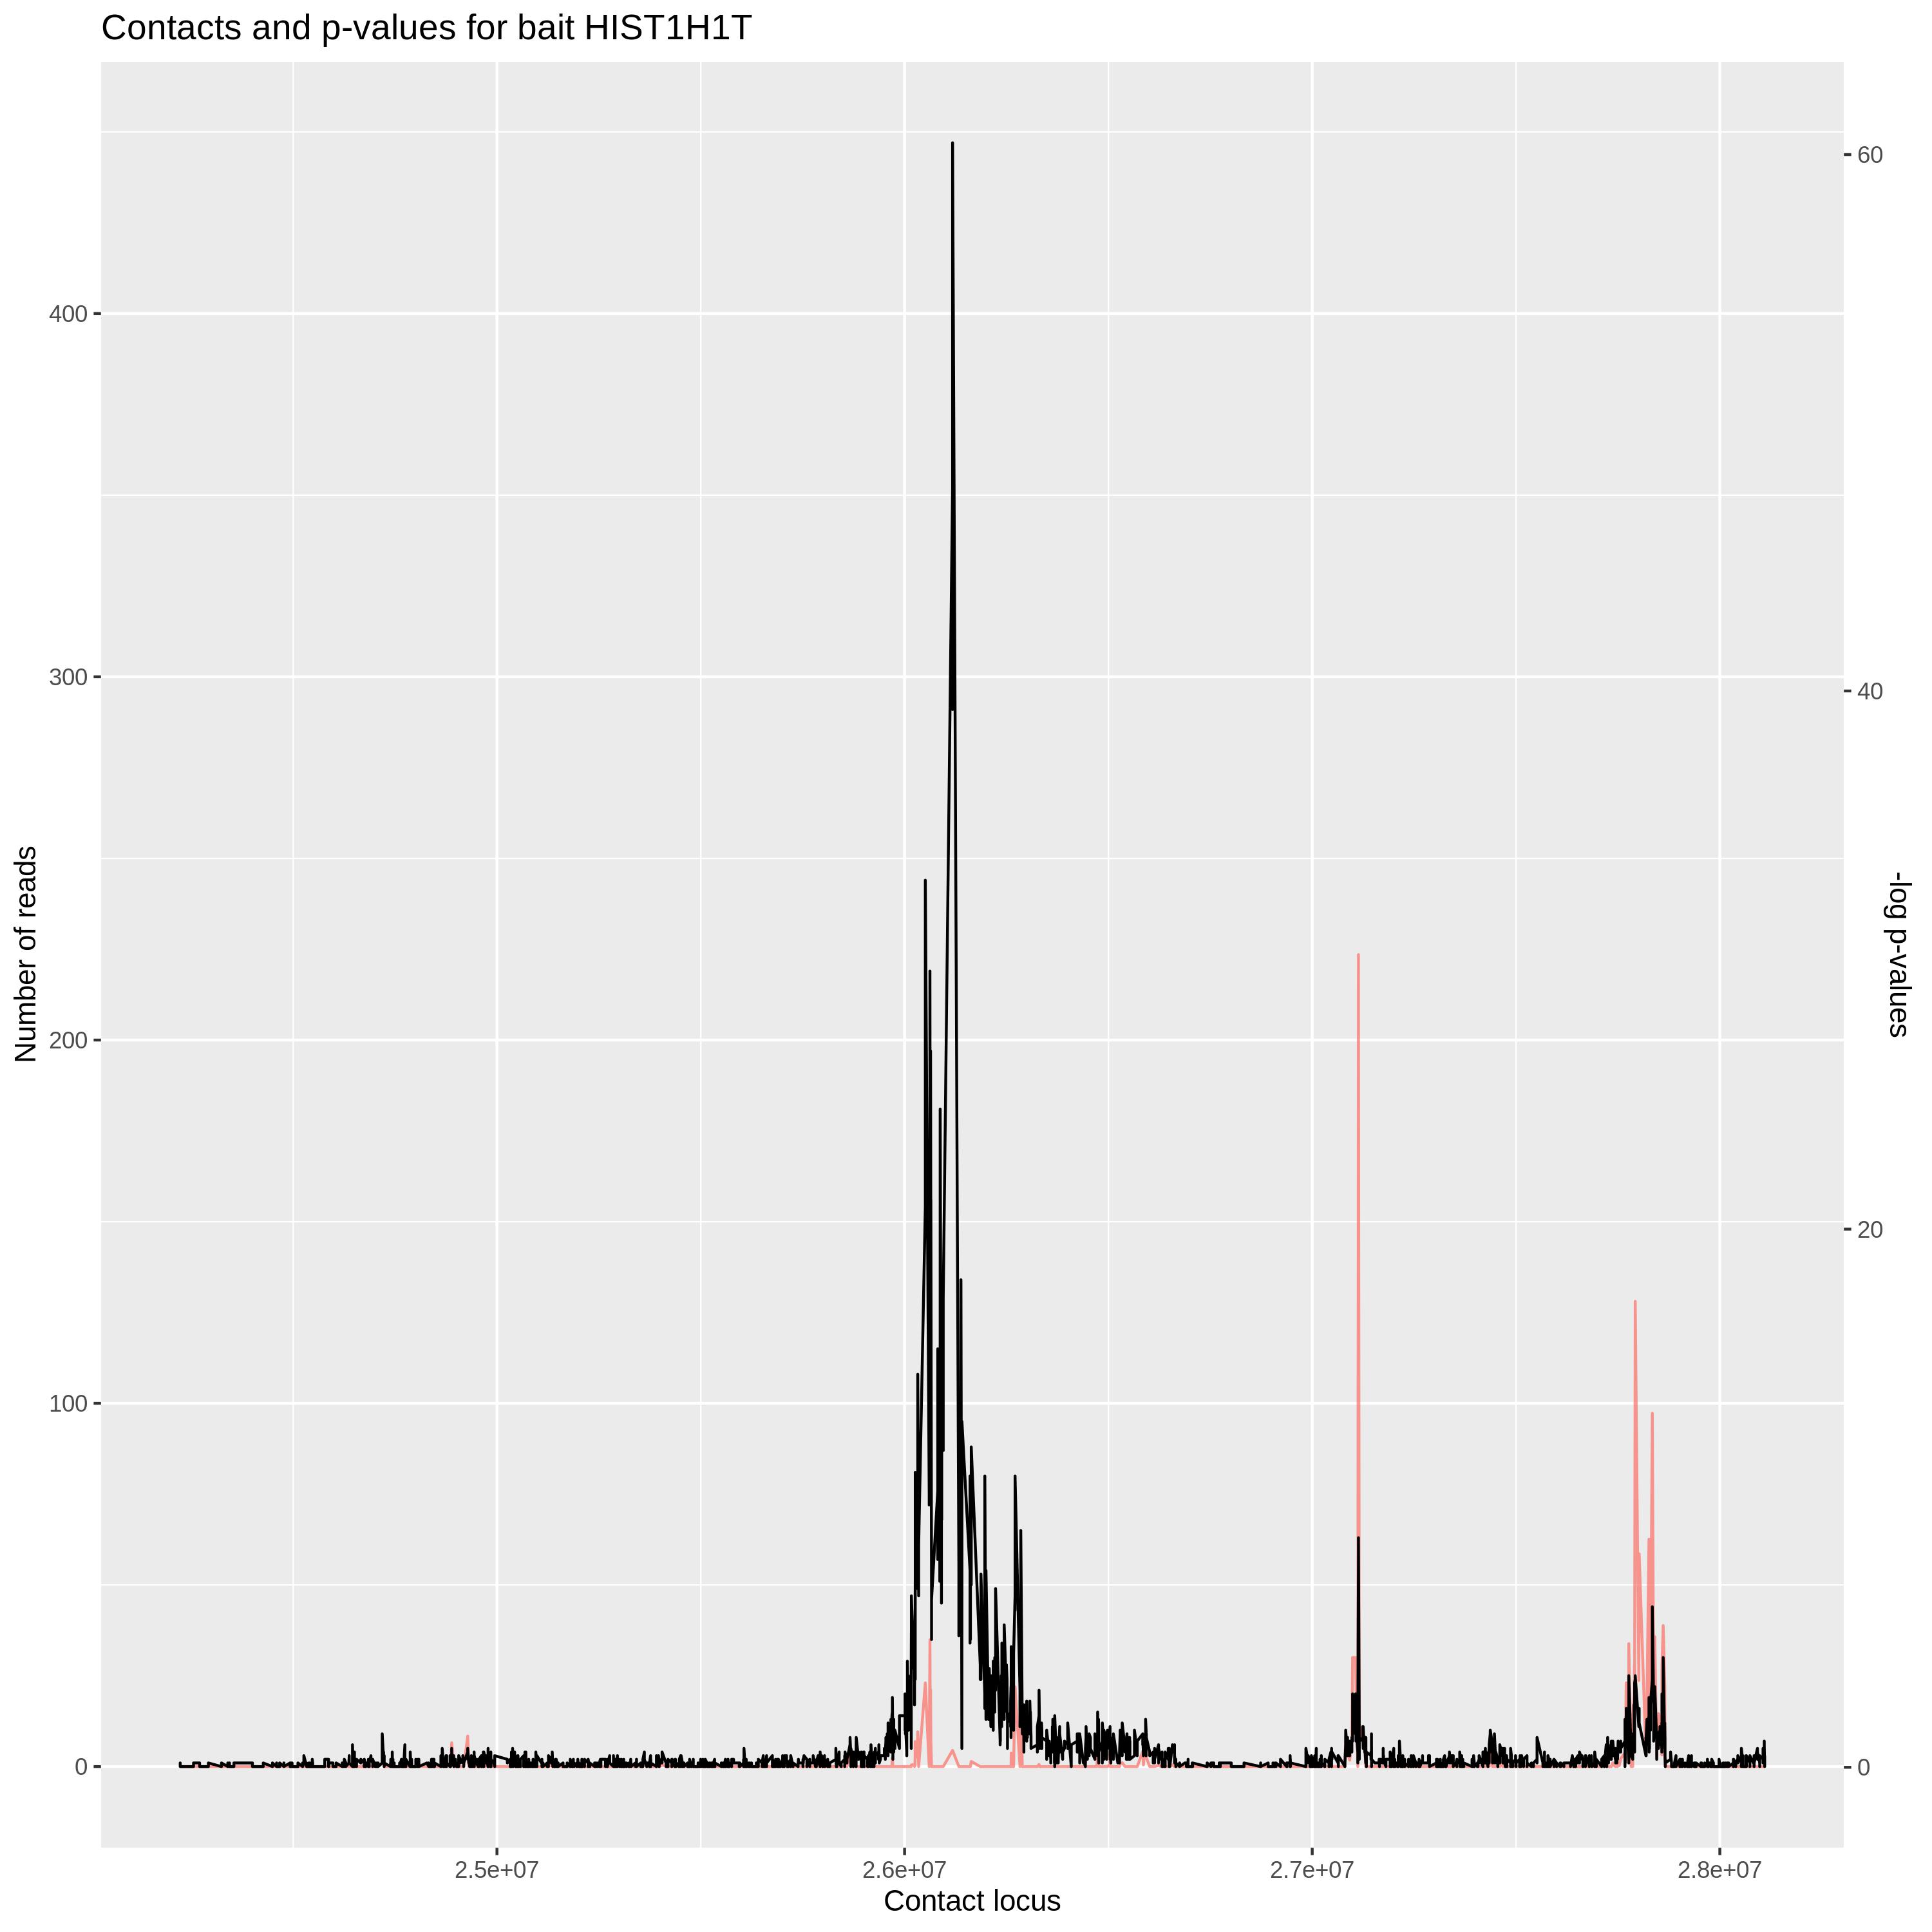 Contacts and p-values for bait HIST1H1T
60
400
300
40
Number of reads
-log p-values
200
20
100
0
0
2.5e+07
2.6e+07
2.7e+07
2.8e+07
Contact locus